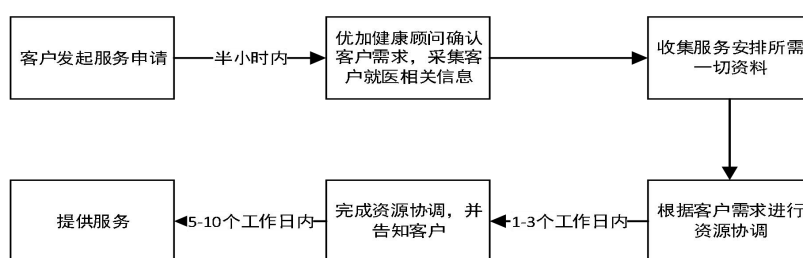 客户发起服务申请
半小时内
优加健康顾问确认
客户需求，采集客
户就医相关信息
收集服务安排所需
一切资料
根据客户需求进行
资源协调
1-3个工作日内
完成资源协调，并
告知客户
5-10个工作日内
提供服务